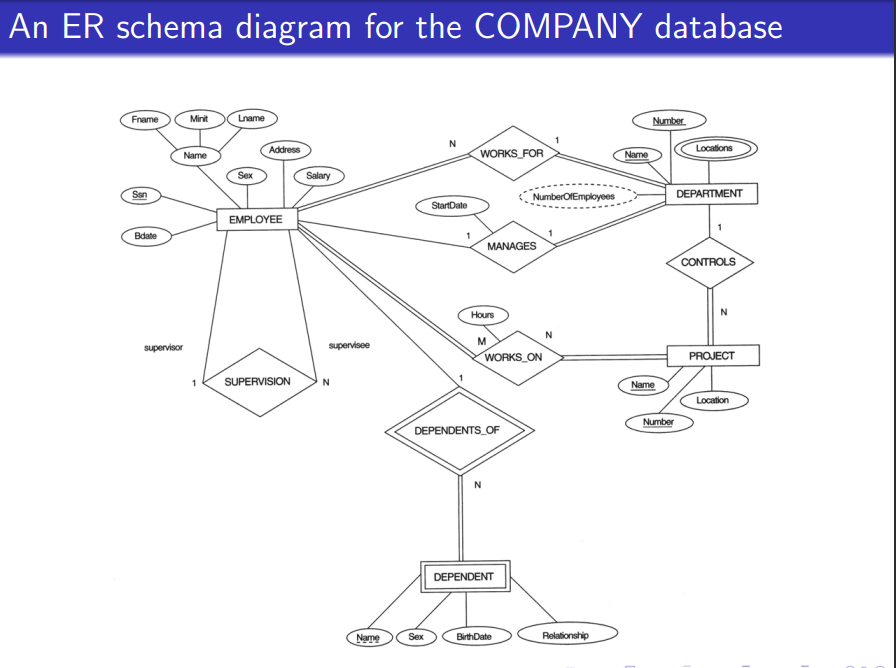 An ER schema diagram for the COMPANY database
Fname
Minit
Lname
Number
Name
Address
N
WORKS_FOR
1
Name
Locations
Sex
Salary
Ssn
StartDate
NumberOfEmployees
DEPARTMENT
EMPLOYEE
Bdate
1
MANAGES
1
1
CONTROLS
Hours
N
M
N
supervisor
supervisee
WORKS_ON
PROJECT
1
SUPERVISION
N
1
Name
Location
Number
DEPENDENTS_OF
N
DEPENDENT
Name
Sex
BirthDate
Relationship